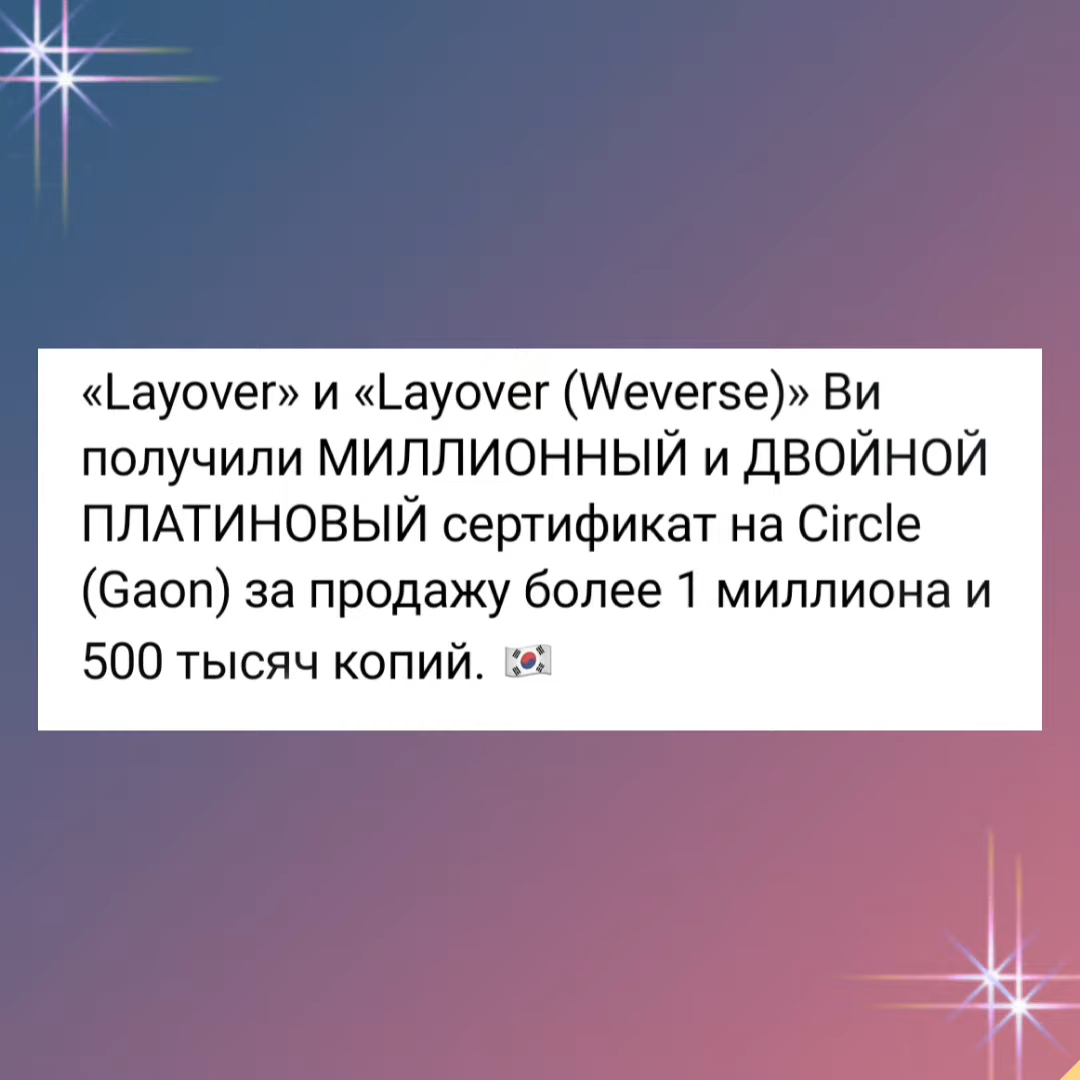 «Layover» и «Layover (Weverse)» Ви
получили МИЛЛИОННЫЙ и ДВОЙНОЙ
ПЛАТИНОВЫЙ сертификат на Circle
(Gaon) за продажу более 1 миллиона и
500 тысяч копий. 🇰🇷